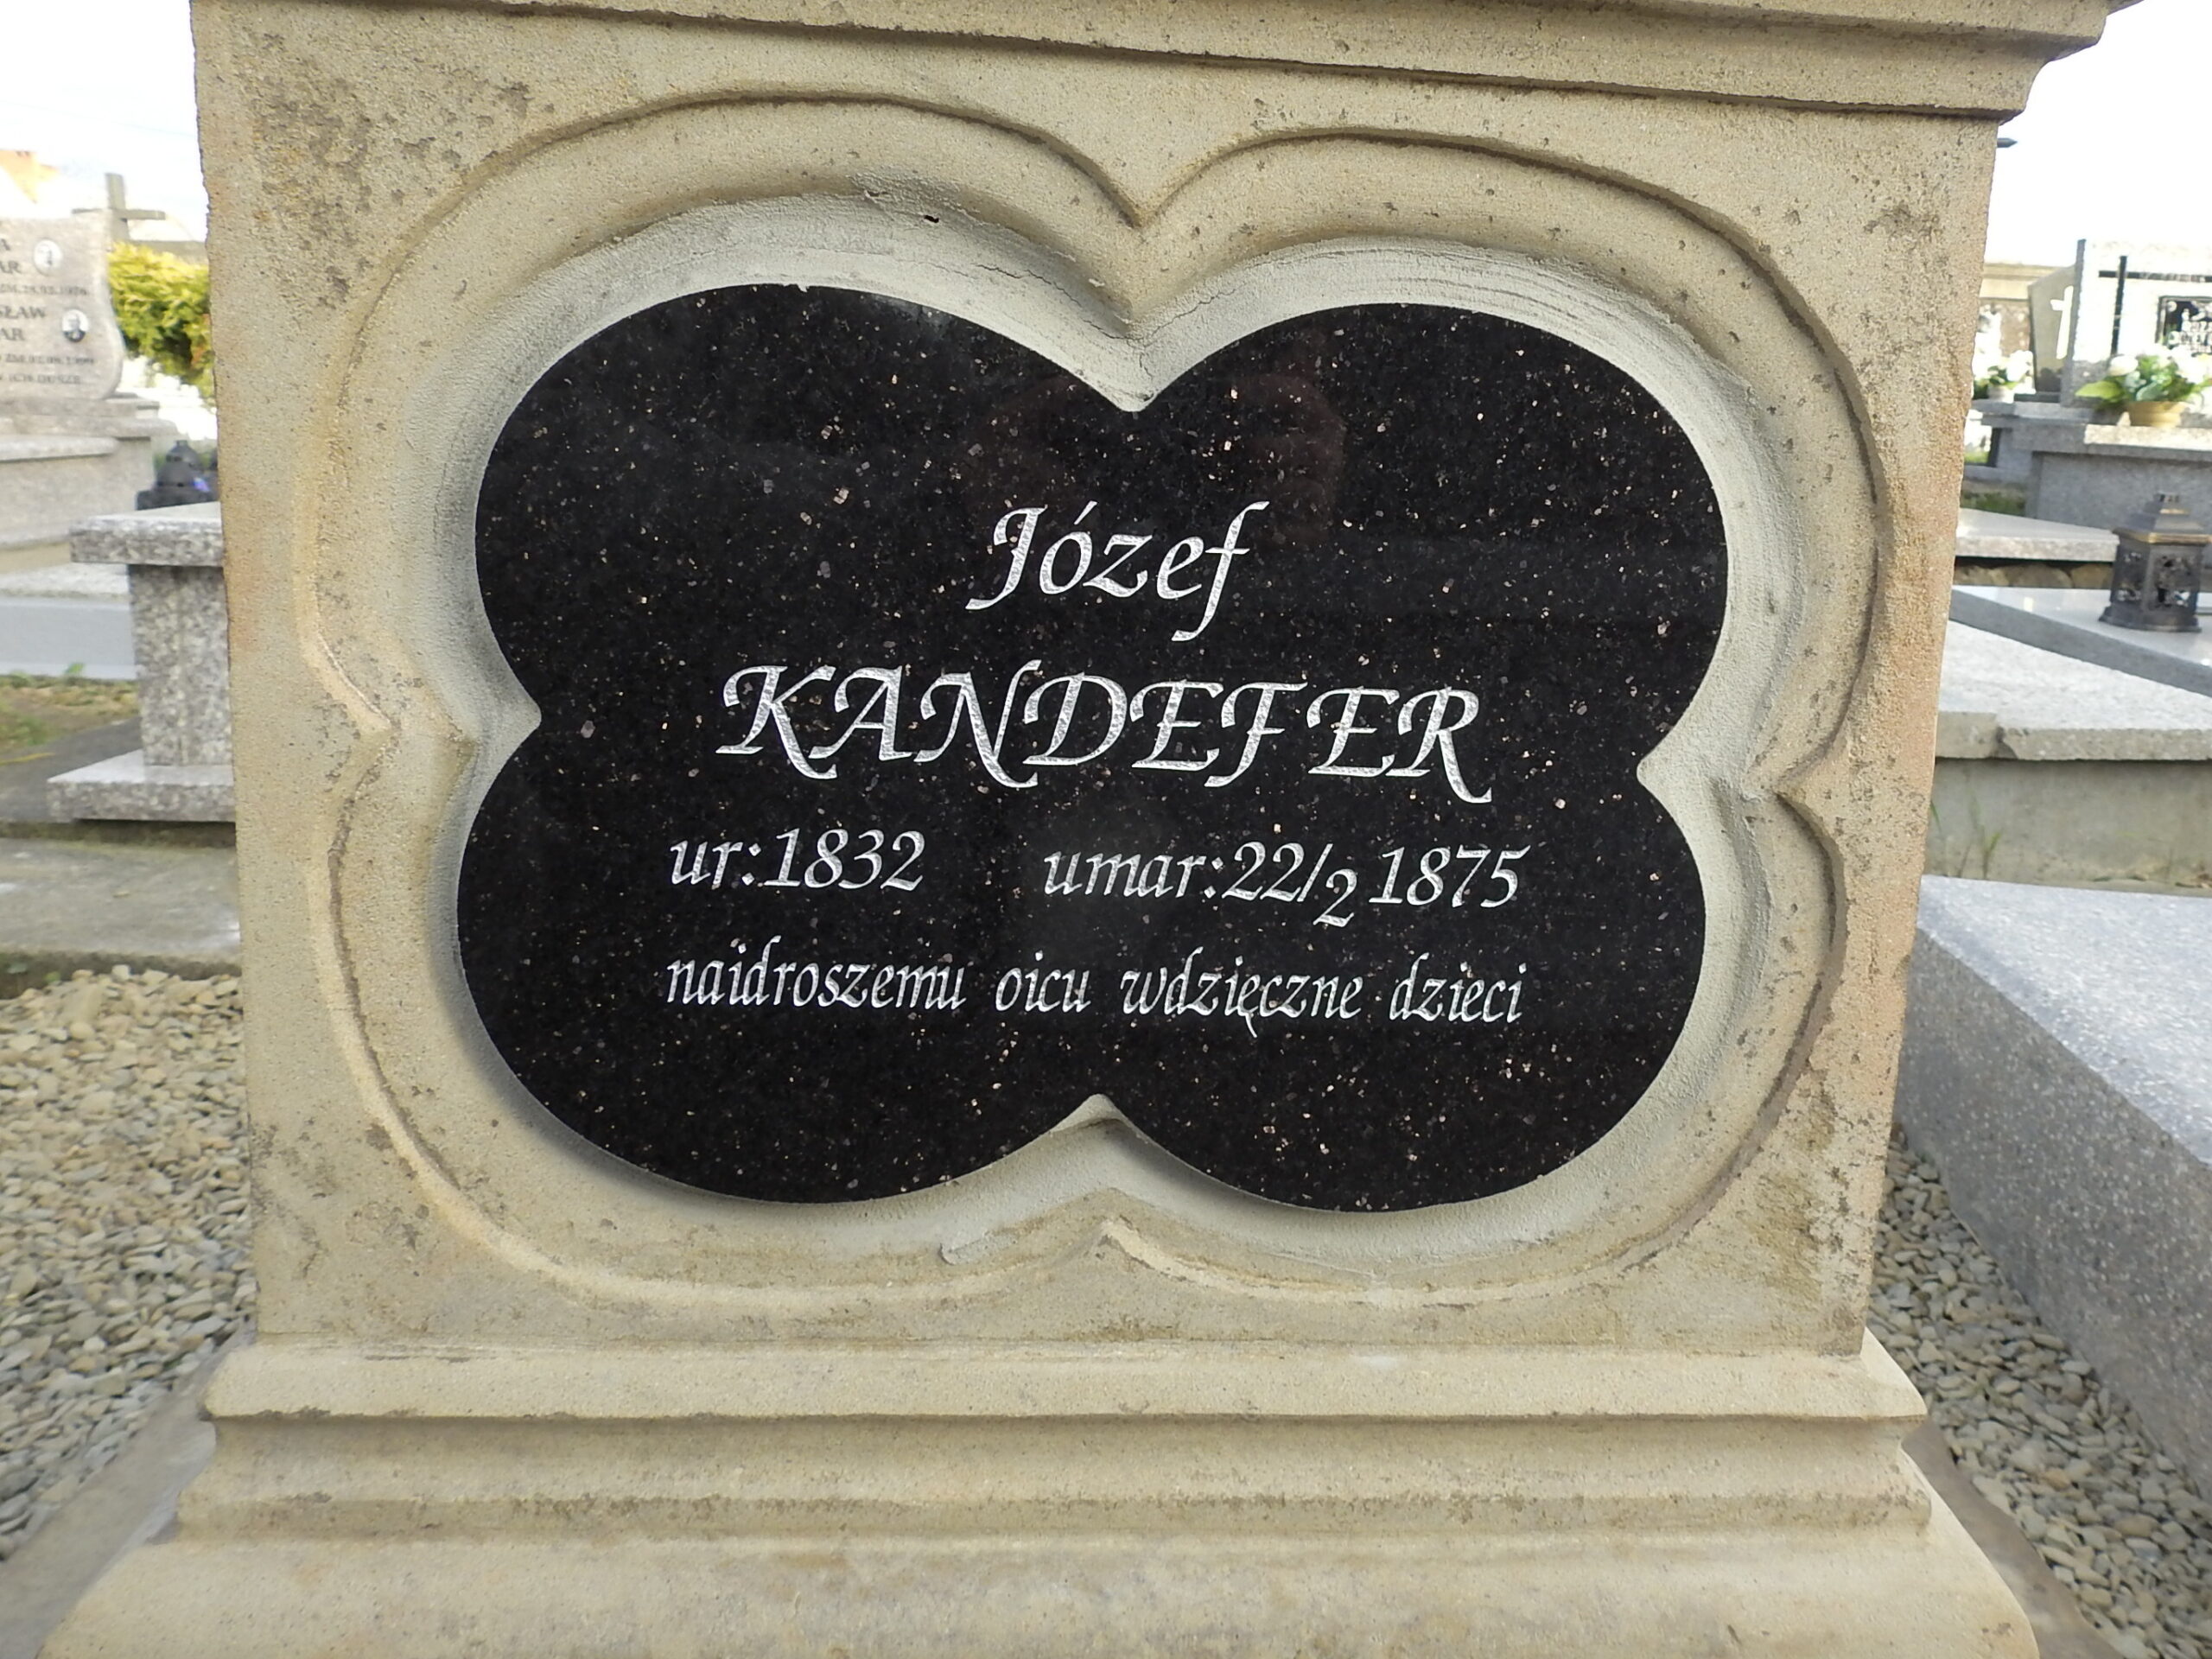 Józef
KANDEFER
ur:1832 umar:22/2 1875
naidroszemu oicu wdzięczne dzieci